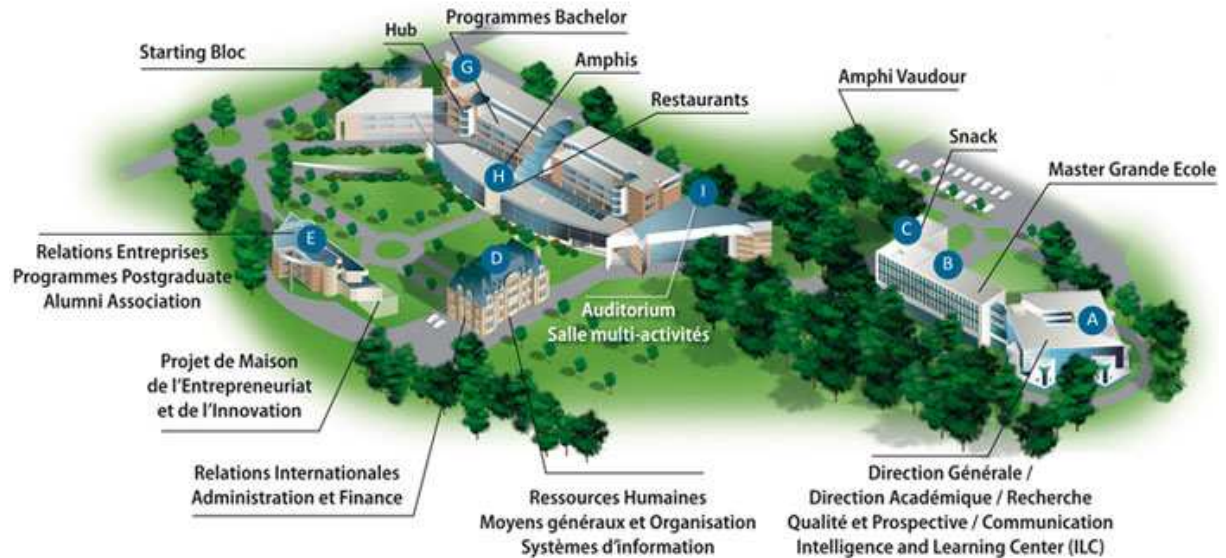 Programmes Bachelor
Hub
Starting Bloc
Amphis
Restaurants
Amphi Vaudour
Snack
Master Grande Ecole
G
H
I
C
B
A
E
D
Relations Entreprises
Programmes Postgraduate
Alumni Association
Auditorium
Salle multi-activités
Projet de Maison
de l'Entrepreneuriat
et de l'Innovation
Relations Internationales
Administration et Finance
Ressources Humaines
Moyens généraux et Organisation
Systèmes d'information
Direction Générale /
Direction Académique / Recherche
Qualité et Prospective / Communication
Intelligence and Learning Center (ILC)